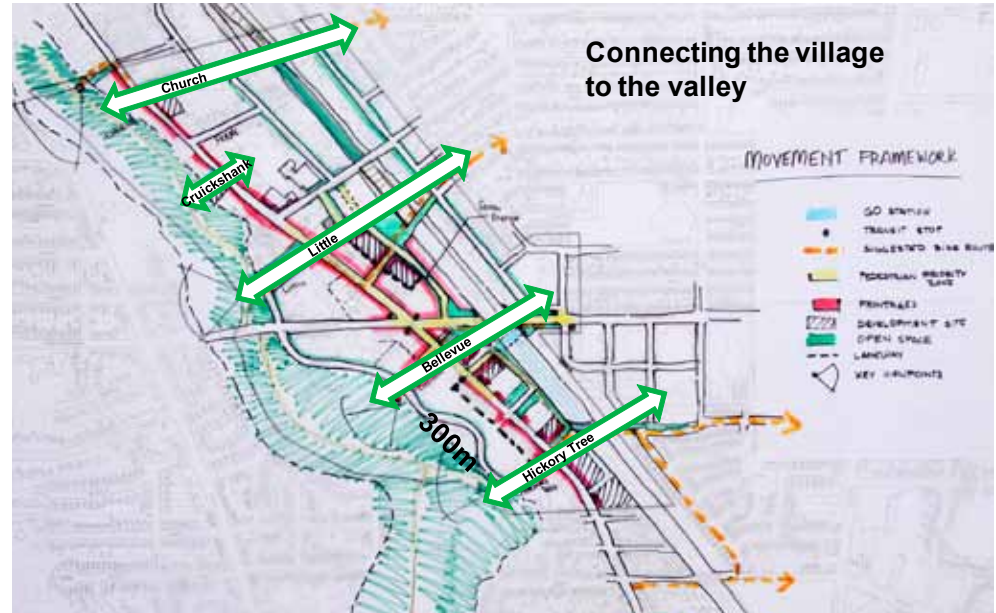 Connecting the village
to the valley
Church
Cruickshank
Little
Bellevue
300m
Hickory Tree
MOVEMENT FRAMEWORK
GO STATION
TRANSIT STOP
SUGGESTED BIKE ROUTE
PEDESTRIAN PRIORITY
ZONE
FRONTAGES
DEVELOPMENT SITE
OPEN SPACE
LANEWAY
KEY VIEWPOINTS